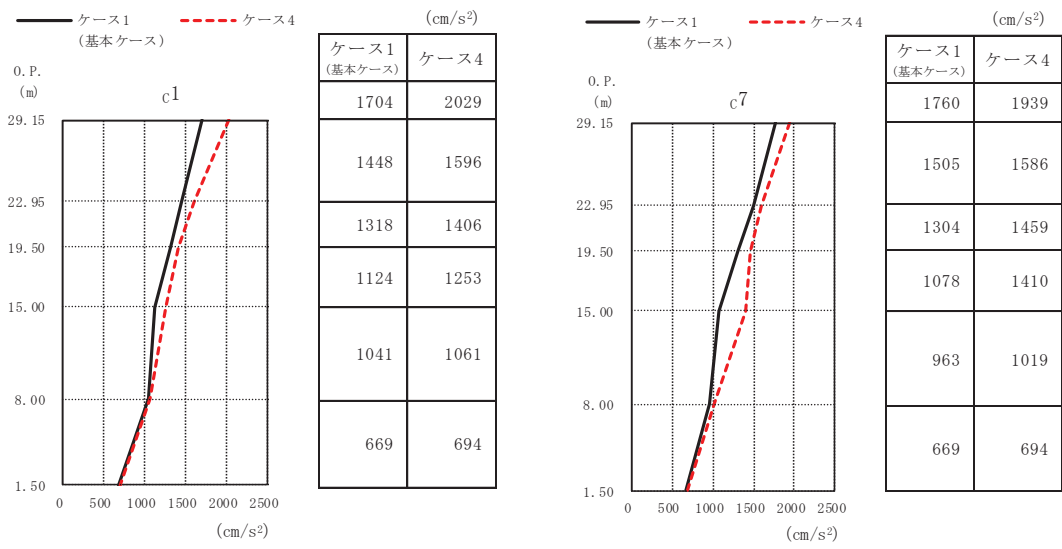 ケース1 ケース4 (cm/s²)
(基本ケース)
ケース1 ケース4
(基本ケース)
O.P.
(m)
C1
1704 2029
29.15
1448 1596
22.95
1318 1406
19.50
1124 1253
15.00
1041 1061
8.00
669 694
1.50
0 500 1000 1500 2000 2500
(cm/s²)
ケース1 ケース4 (cm/s²)
(基本ケース)
ケース1 ケース4
(基本ケース)
O.P.
(m)
C7
1760 1939
29.15
1505 1586
22.95
1304 1459
19.50
1078 1410
15.00
963 1019
8.00
669 694
1.50
0 500 1000 1500 2000 2500
(cm/s²)